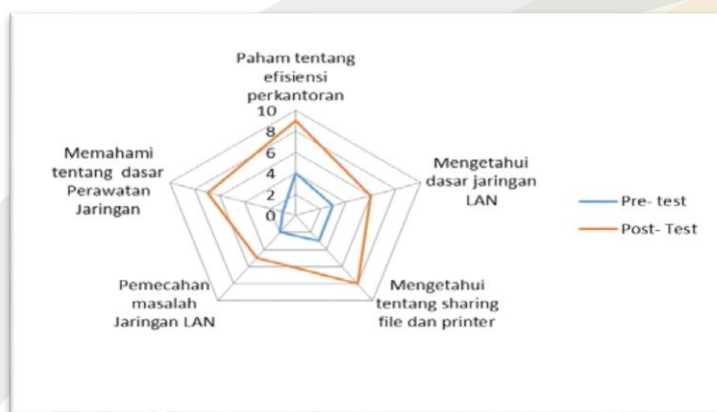 Paham tentang
efisiensi
perkantoran
10
8
6
4
2
0
Mengetahui
dasar jaringan
LAN
Mengetahui
tentang sharing
file dan printer
Pemecahan
masalah
Jaringan LAN
Memahami
tentang dasar
Perawatan
Jaringan
Pre- test
Post- Test